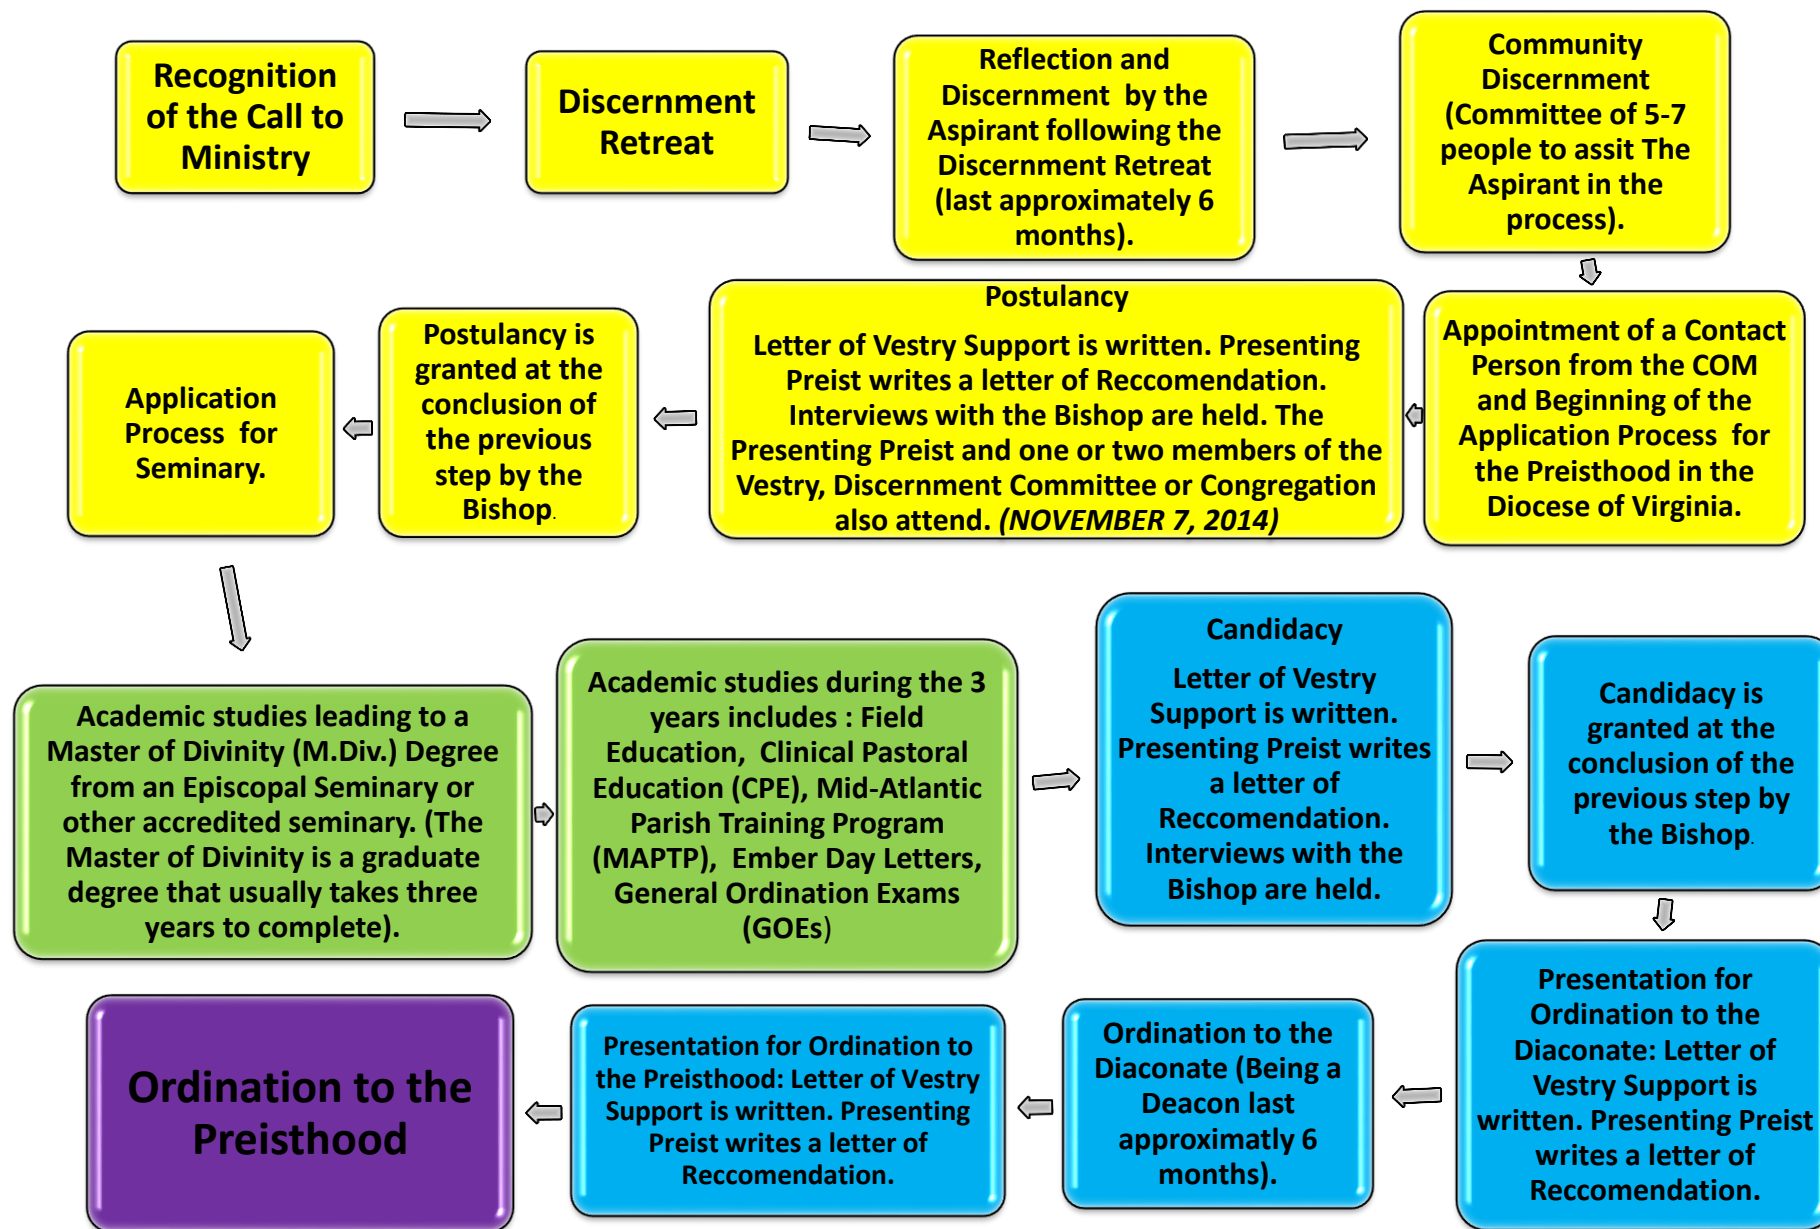 Recognition
of the Call to
Ministry
Discernment
Retreat
Reflection and
Discernment by the
Aspirant following the
Discernment Retreat
(last approximately 6
months).
Community
Discernment
(Committee of 5-7
people to assit The
Aspirant in the
process).
Appointment of a Contact
Person from the COM
and Beginning of the
Application Process for
the Preisthood in the
Diocese of Virginia.
Postulancy
Letter of Vestry Support is written. Presenting
Preist writes a letter of Reccomendation.
Interviews with the Bishop are held. The
Presenting Preist and one or two members of the
Vestry, Discernment Committee or Congregation
also attend. (NOVEMBER 7, 2014)
Postulancy is
granted at the
conclusion of
the previous
step by the
Bishop.
Application
Process for
Seminary.
Academic studies leading to a
Master of Divinity (M.Div.) Degree
from an Episcopal Seminary or
other accredited seminary. (The
Master of Divinity is a graduate
degree that usually takes three
years to complete).
Academic studies during the 3
years includes : Field
Education, Clinical Pastoral
Education (CPE), Mid-Atlantic
Parish Training Program
(MAPTP), Ember Day Letters,
General Ordination Exams
(GOEs)
Candidacy
Letter of Vestry
Support is written.
Presenting Preist writes
a letter of
Reccomendation.
Interviews with the
Bishop are held.
Candidacy is
granted at the
conclusion of the
previous step by
the Bishop.
Presentation for
Ordination to the
Diaconate: Letter of
Vestry Support is
written. Presenting Preist
writes a letter of
Reccomendation.
Ordination to the
Diaconate (Being a
Deacon last
approximatly 6
months).
Presentation for Ordination to
the Preisthood: Letter of Vestry
Support is written. Presenting
Preist writes a letter of
Reccomendation.
Ordination to the
Preisthood